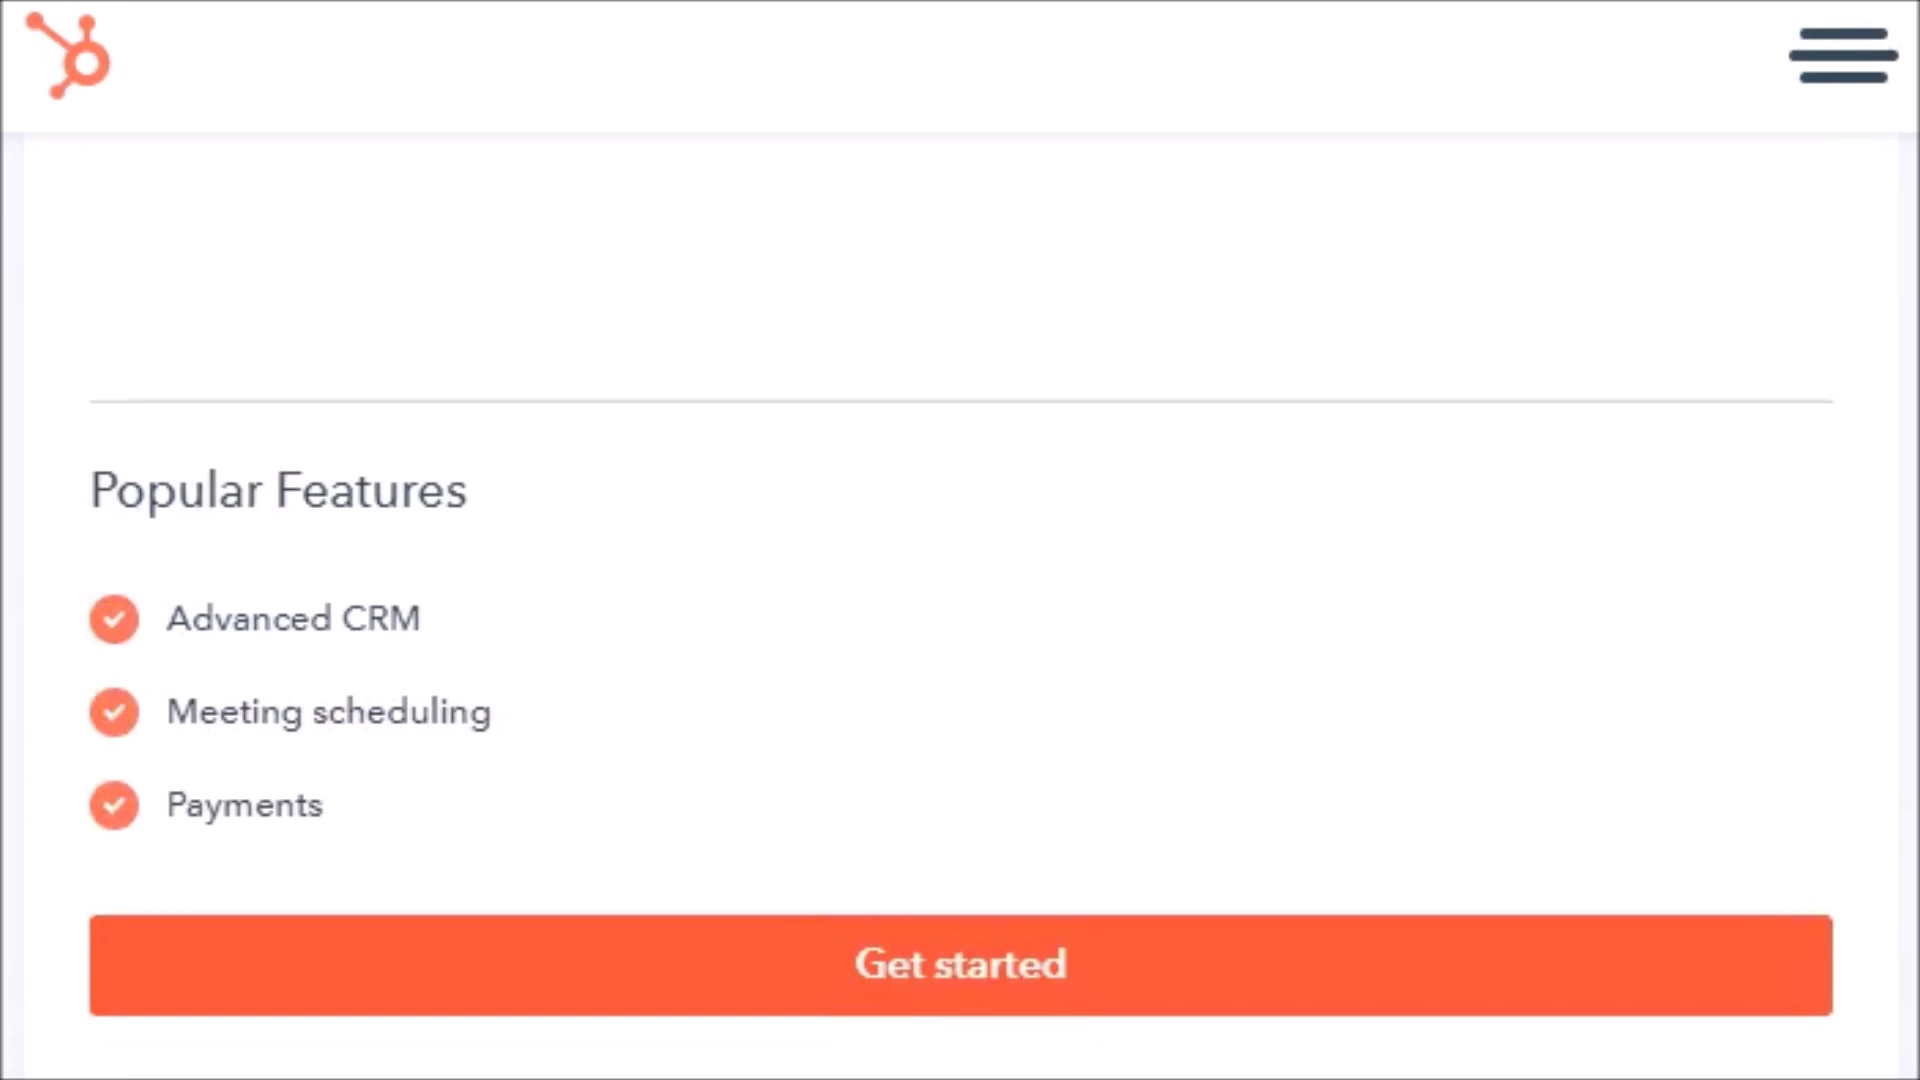 Popular Features
Advanced CRM
Meeting scheduling
Payments
Get started